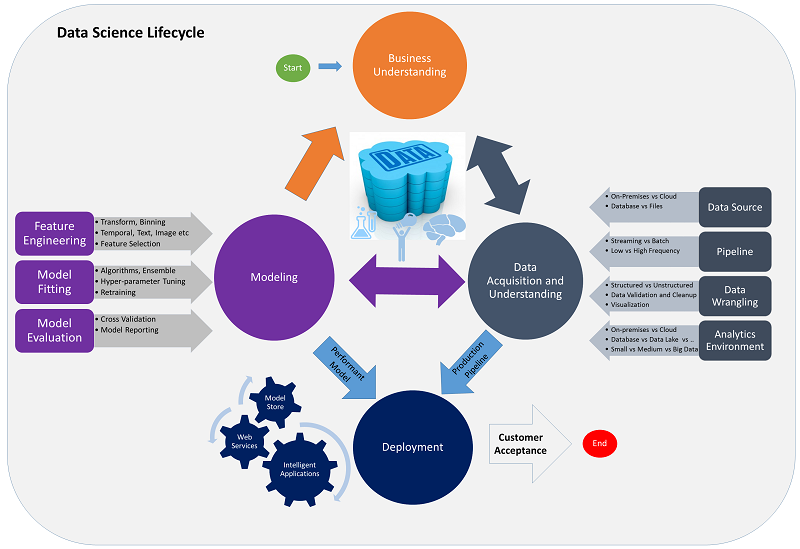 Data Science Lifecycle
Start
Business
Understanding
DATA
On-Premises vs Cloud
Database vs Files
Data Source
Transform, Binning
Temporal, Text, Image etc
Feature Selection
Feature
Engineering
Streaming vs Batch
Low vs High Frequency
Pipeline
Algorithms, Ensemble
Hyper-parameter Tuning
Retraining
Model
Fitting
Modeling
Data
Acquisition and
Understanding
Structured vs Unstructured
Data Validation and Cleanup
Visualization
Data
Wrangling
Cross Validation
Model Reporting
Model
Evaluation
On-premises vs Cloud
Database vs Data Lake vs ..
Small vs Medium vs Big Data
Analytics
Environment
Performant
Model
Production
Pipeline
Model
Store
Web
Services
Intelligent
Applications
Deployment
Customer
Acceptance
End